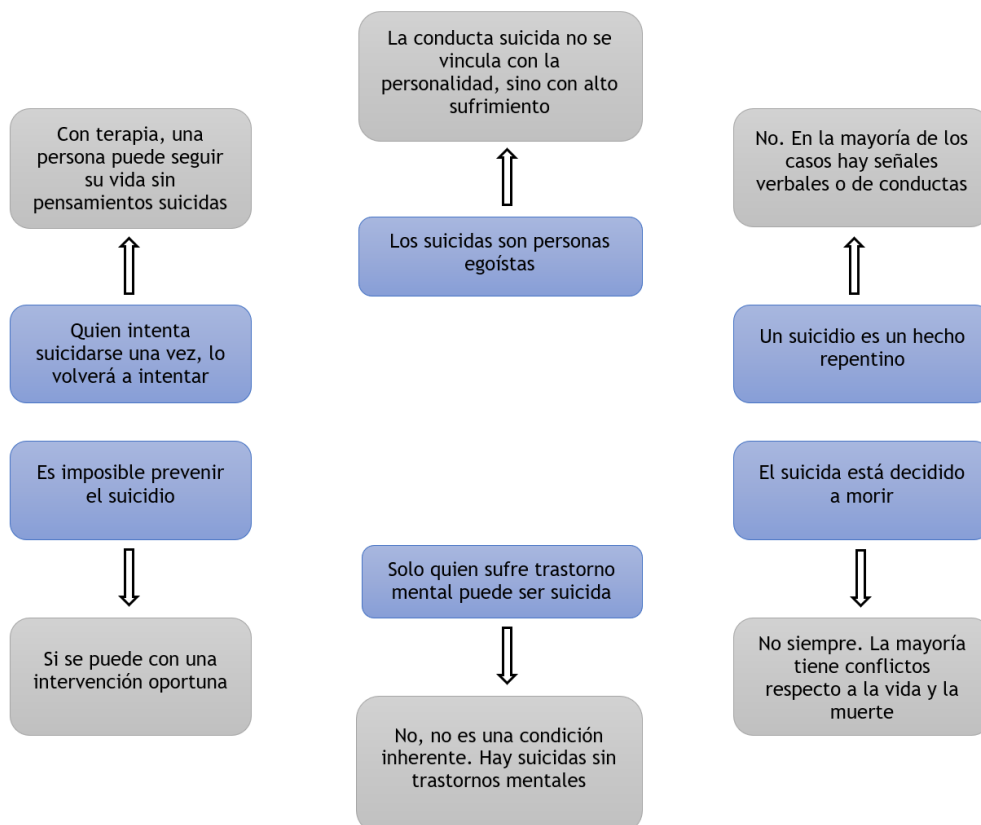 La conducta suicida no se
vincula con la
personalidad, sino con alto
sufrimiento
Con terapia, una
persona puede seguir
su vida sin
pensamientos suicidas
No. En la mayoría de los
casos hay señales
verbales o de conductas
Los suicidas son personas
egoístas
Quien intenta
suicidarse una vez, lo
volverá a intentar
Un suicidio es un hecho
repentino
Es imposible prevenir
el suicidio
El suicida está decidido
a morir
Solo quien sufre trastorno
mental puede ser suicida
Si se puede con una
intervención oportuna
No siempre. La mayoría
tiene conflictos
respecto a la vida y la
muerte
No, no es una condición
inherente. Hay suicidas sin
trastornos mentales